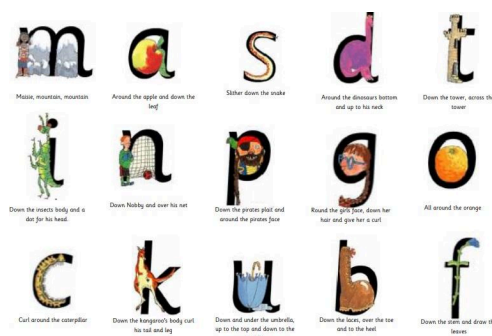 m a s d t
Maisie, mountain, mountain
Around the apple and down the
leaf
Slither down the snake
Around the dinosaurs bottom
and up to his neck
Down the tower, across the
tower
i n p g o
Down the insects body and a
dot for his head.
Down Nobby and over his net
Down the pirates plait and
around the pirates face
Round the girls face, down her
hair and give her a curl
All around the orange
c k u b f
Curl around the caterpillar
Down the kangaroo's body curl
his tail and leg
Down and under the umbrella,
up to the top and down to the
Down the laces, over the toe
and to the heel
Down the stem and draw th
leaves